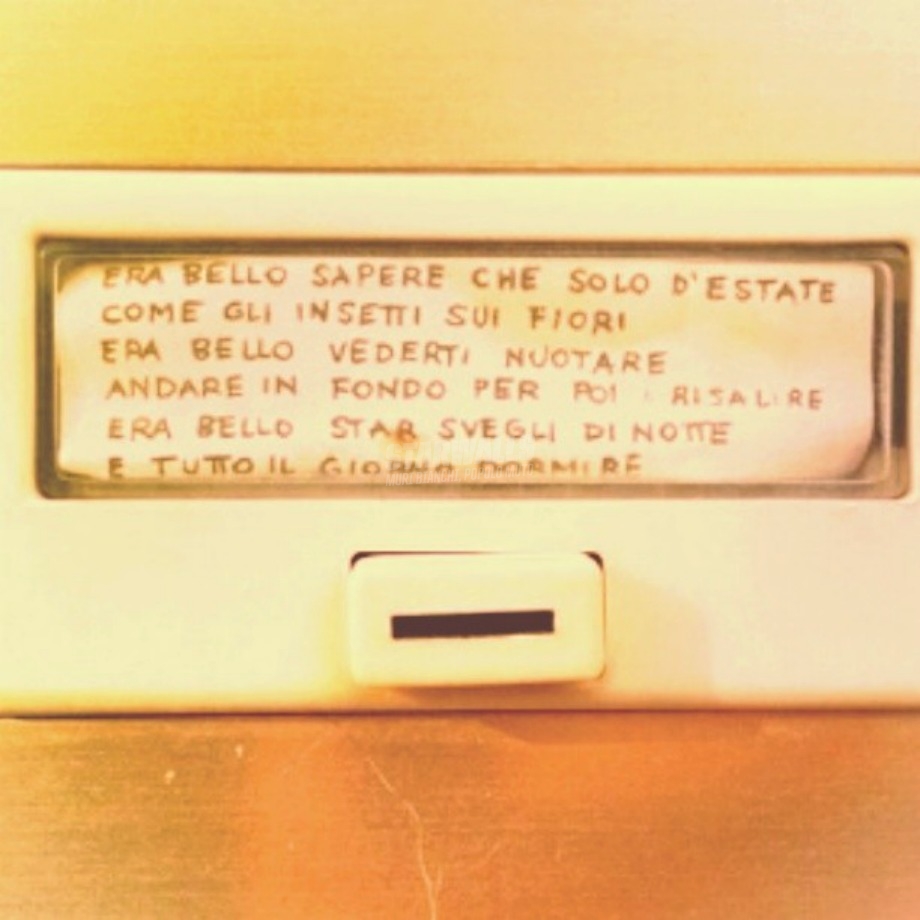 ERA BELLO SAPERE CHE SOLO D'ESTATE
COME GLI INSETTI SUI FIORI
ERA BELLO VEDERTI NUOTARE
ANDARE IN FONDO PER POI RISALIRE
ERA BELLO STAR SVEGLI DI NOTTE
E TUTTO IL GIORNO DORMIRE